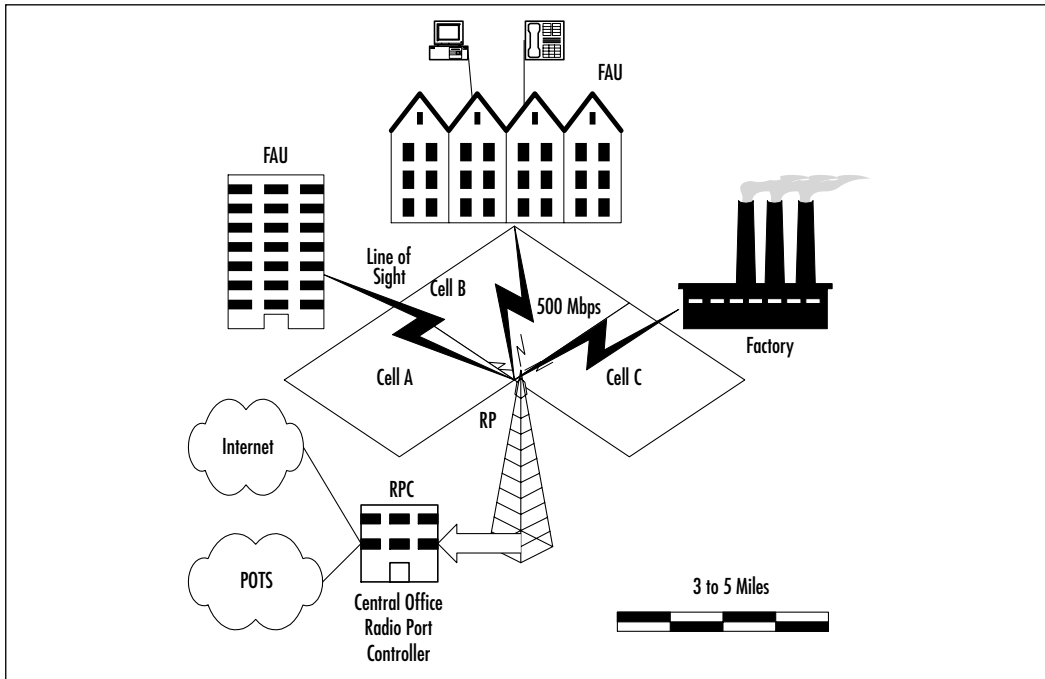 FAU
FAU
Line of
Sight
Cell B
500 Mbps
Factory
Cell A
Cell C
RP
Internet
RPC
POTS
Central Office
Radio Port
Controller
3 to 5 Miles